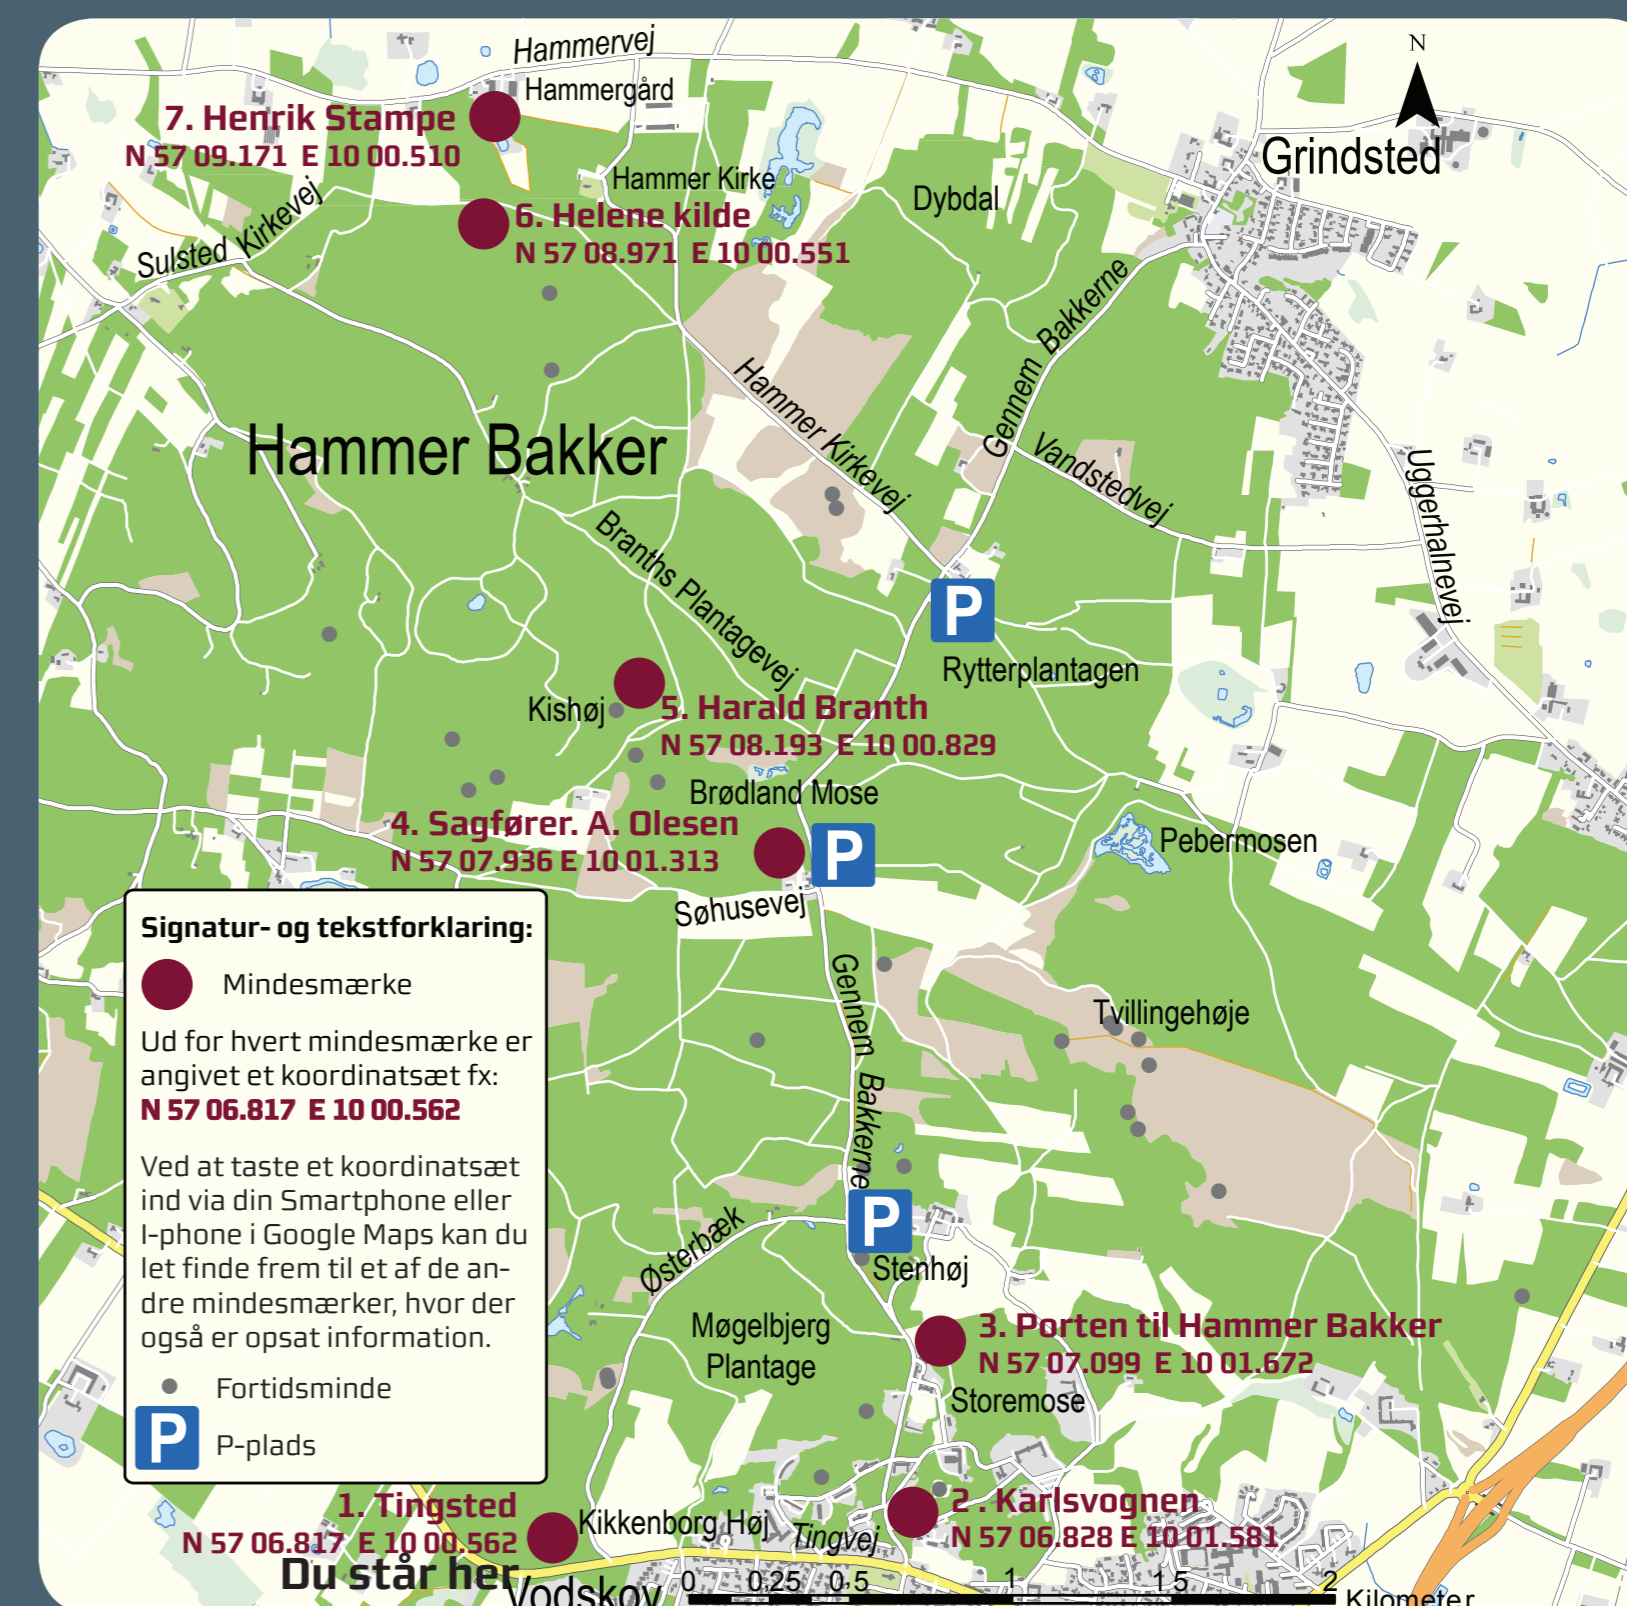 Hammervej
N
Hammergård
7. Henrik Stampe
N 57 09.171 E 10 00.510
Grindsted
Hammer Kirke
Dybdal
6. Helene kilde
N 57 08.971 E 10 00.551
Sulsted Kirkevej
Gennem Bakkerne
Hammer Kirkevej
Hammer Bakker
Vandstedvej
Uggerhalnevej
Branths Plantagevej
P
Rytterplantagen
Kishøj
5. Harald Branth
N 57 08.193 E 10 00.829
Brødland Mose
4. Sagfører. A. Olesen
N 57 07.936 E 10 01.313
P
Pebermosen
Søhusevej
Signatur- og tekstforklaring:
Mindesmærke
Ud for hvert mindesmærke er
angivet et koordinatsæt fx:
N 57 06.817 E 10 00.562
Ved at taste et koordinatsæt
ind via din Smartphone eller
I-phone i Google Maps kan du
let finde frem til et af de an-
dre mindesmærker, hvor der
også er opsat information.
Fortidsminde
P
P-plads
Gennem Bakkerne
Tvillingehøje
P
Østerbæk
Stenhøj
Møgelbjerg
Plantage
3. Porten til Hammer Bakker
N 57 07.099 E 10 01.672
Storemose
1. Tingsted
N 57 06.817 E 10 00.562
Du står her
Kikkenborg Høj
Tingvej
2 . Karlsvognen
N 57 06.828 E 10 01.581
Vodskov
0 0,25 0,5 1 1,5 2 Kilometer